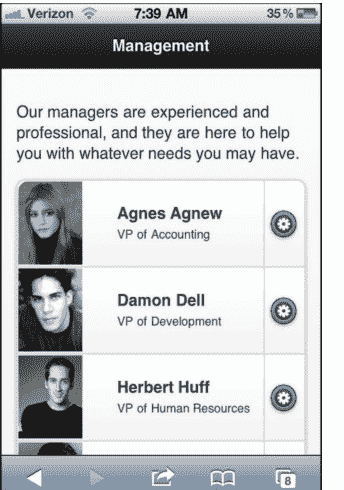 Verizon 7:39 AM 35%
Management
Our managers are experienced and
professional, and they are here to help
you with whatever needs you may have.
Agnes Agnew
VP of Accounting
Damon Dell
VP of Development
Herbert Huff
VP of Human Resources
8